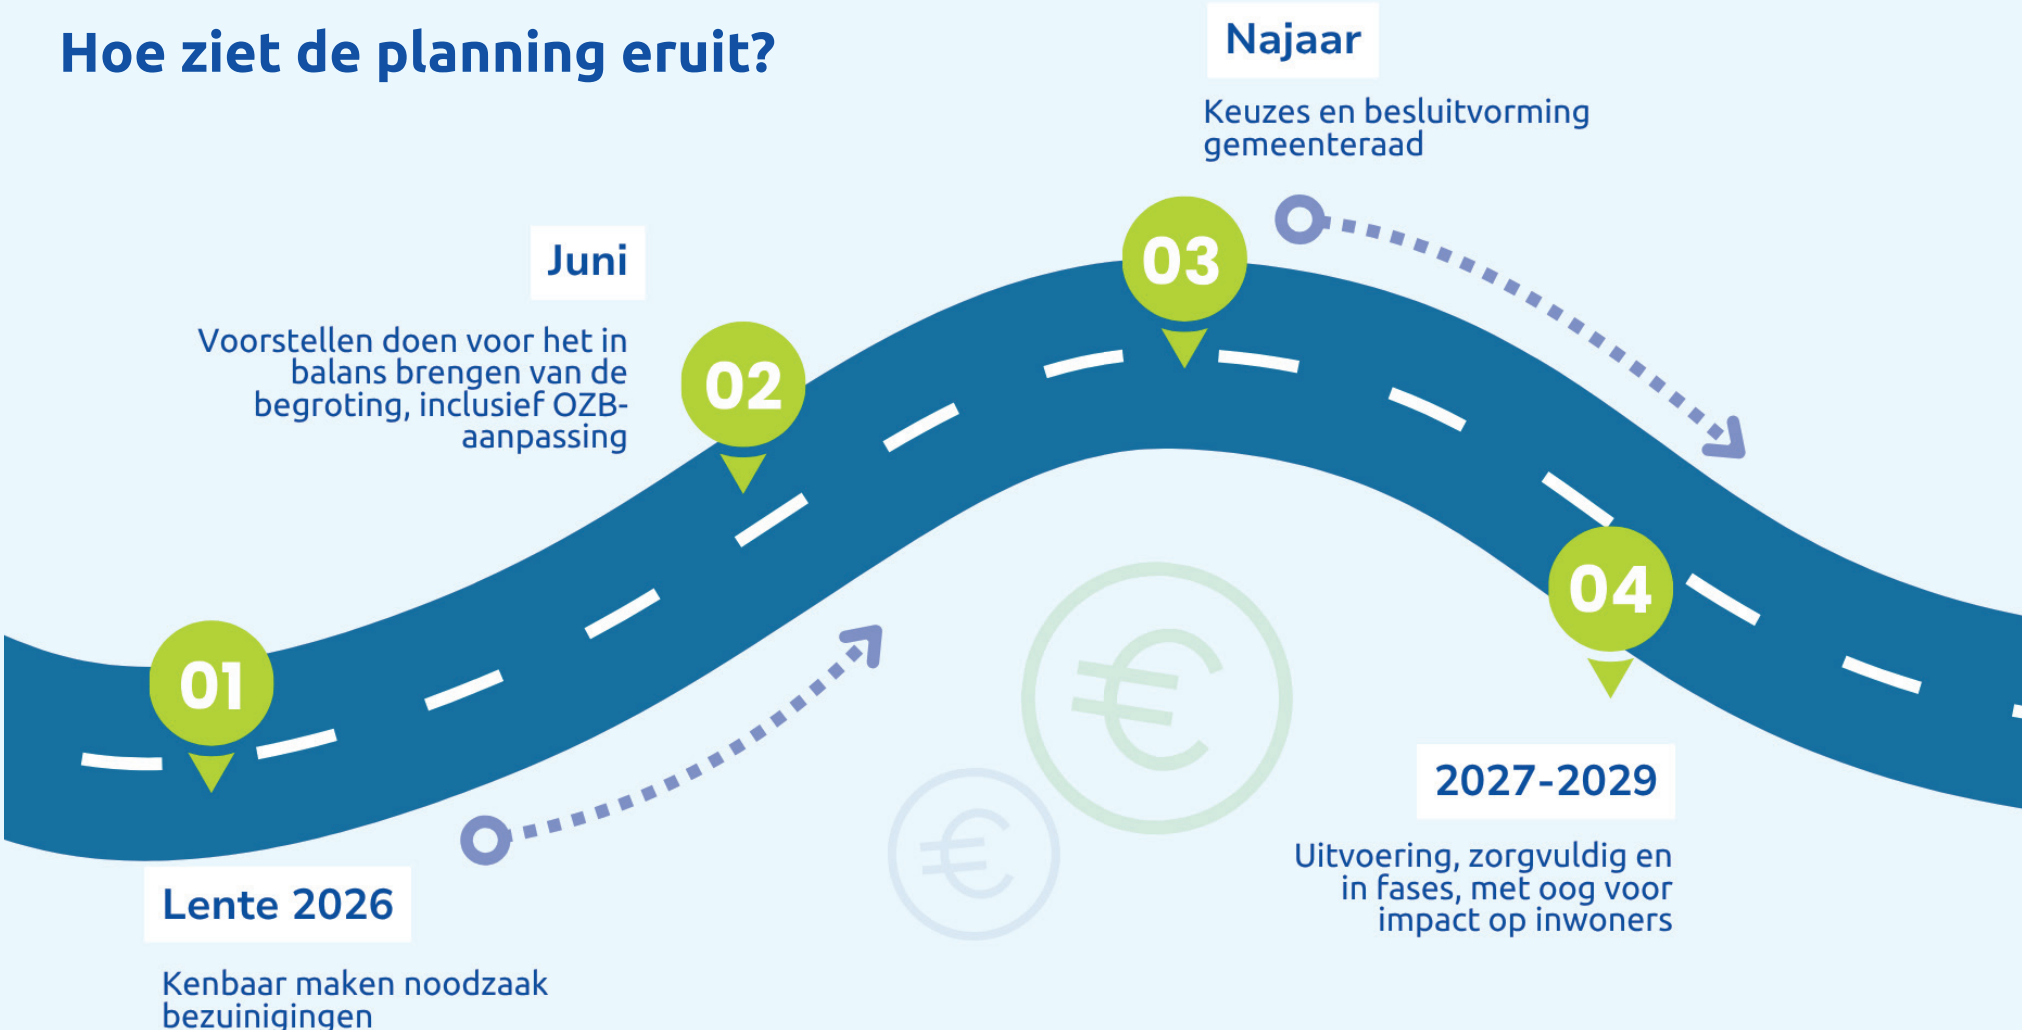 Hoe ziet de planning eruit?
01
Lente 2026
Kenbaar maken noodzaak
bezuinigingen
02
Juni
Voorstellen doen voor het in
balans brengen van de
begroting, inclusief OZB-
aanpassing
03
Najaar
Keuzes en besluitvorming
gemeenteraad
04
2027-2029
Uitvoering, zorgvuldig en
in fases, met oog voor
impact op inwoners
€
€